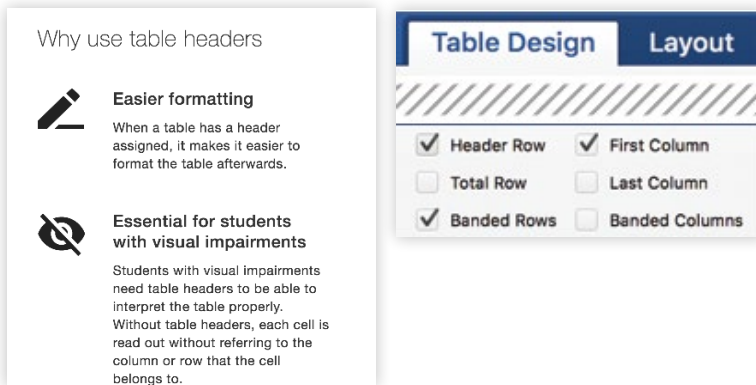 Why use table headers
Easier formatting
When a table has a header
assigned, it makes it easier to
format the table afterwards.
Essential for students
with visual impairments
Students with visual impairments
need table headers to be able to
interpret the table properly.
Without table headers, each cell is
read out without referring to the
column or row that the cell
belongs to.
Table Design Layout
Header Row First Column
Total Row Last Column
Banded Rows Banded Columns